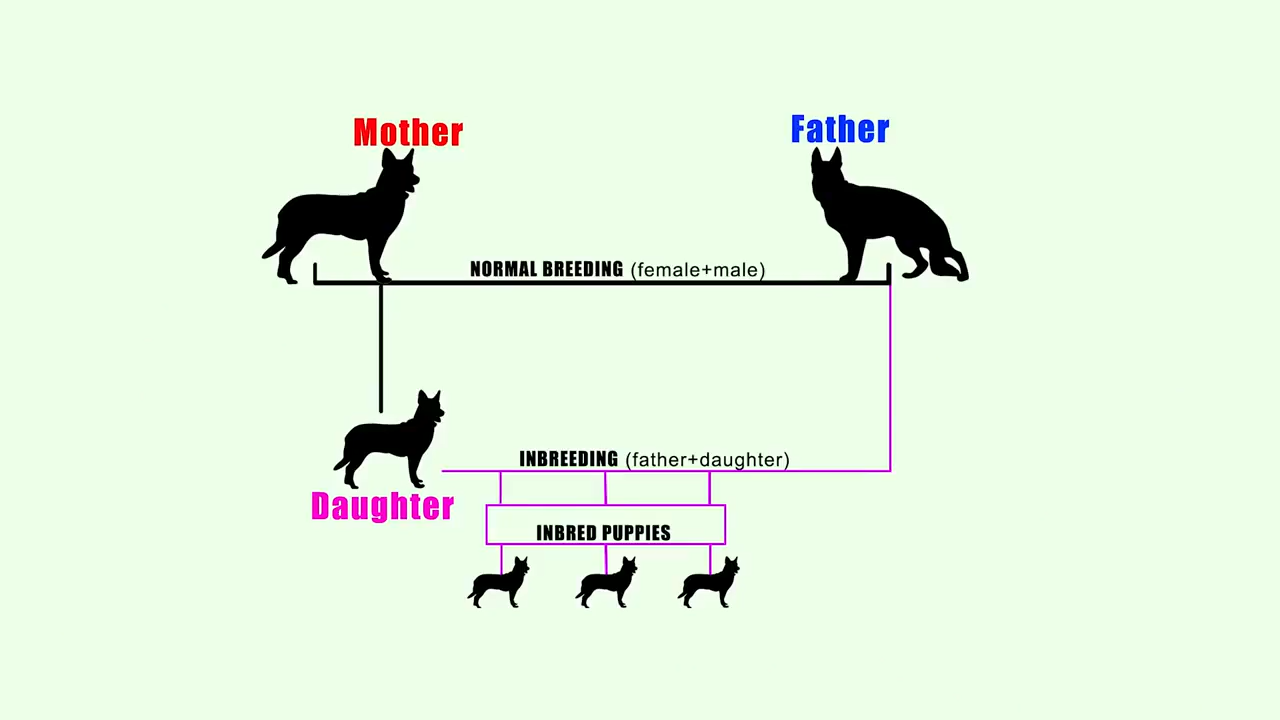 Mother
Father
NORMAL BREEDING (female+male)
INBREEDING (father+daughter)
Daughter
INBRED PUPPIES